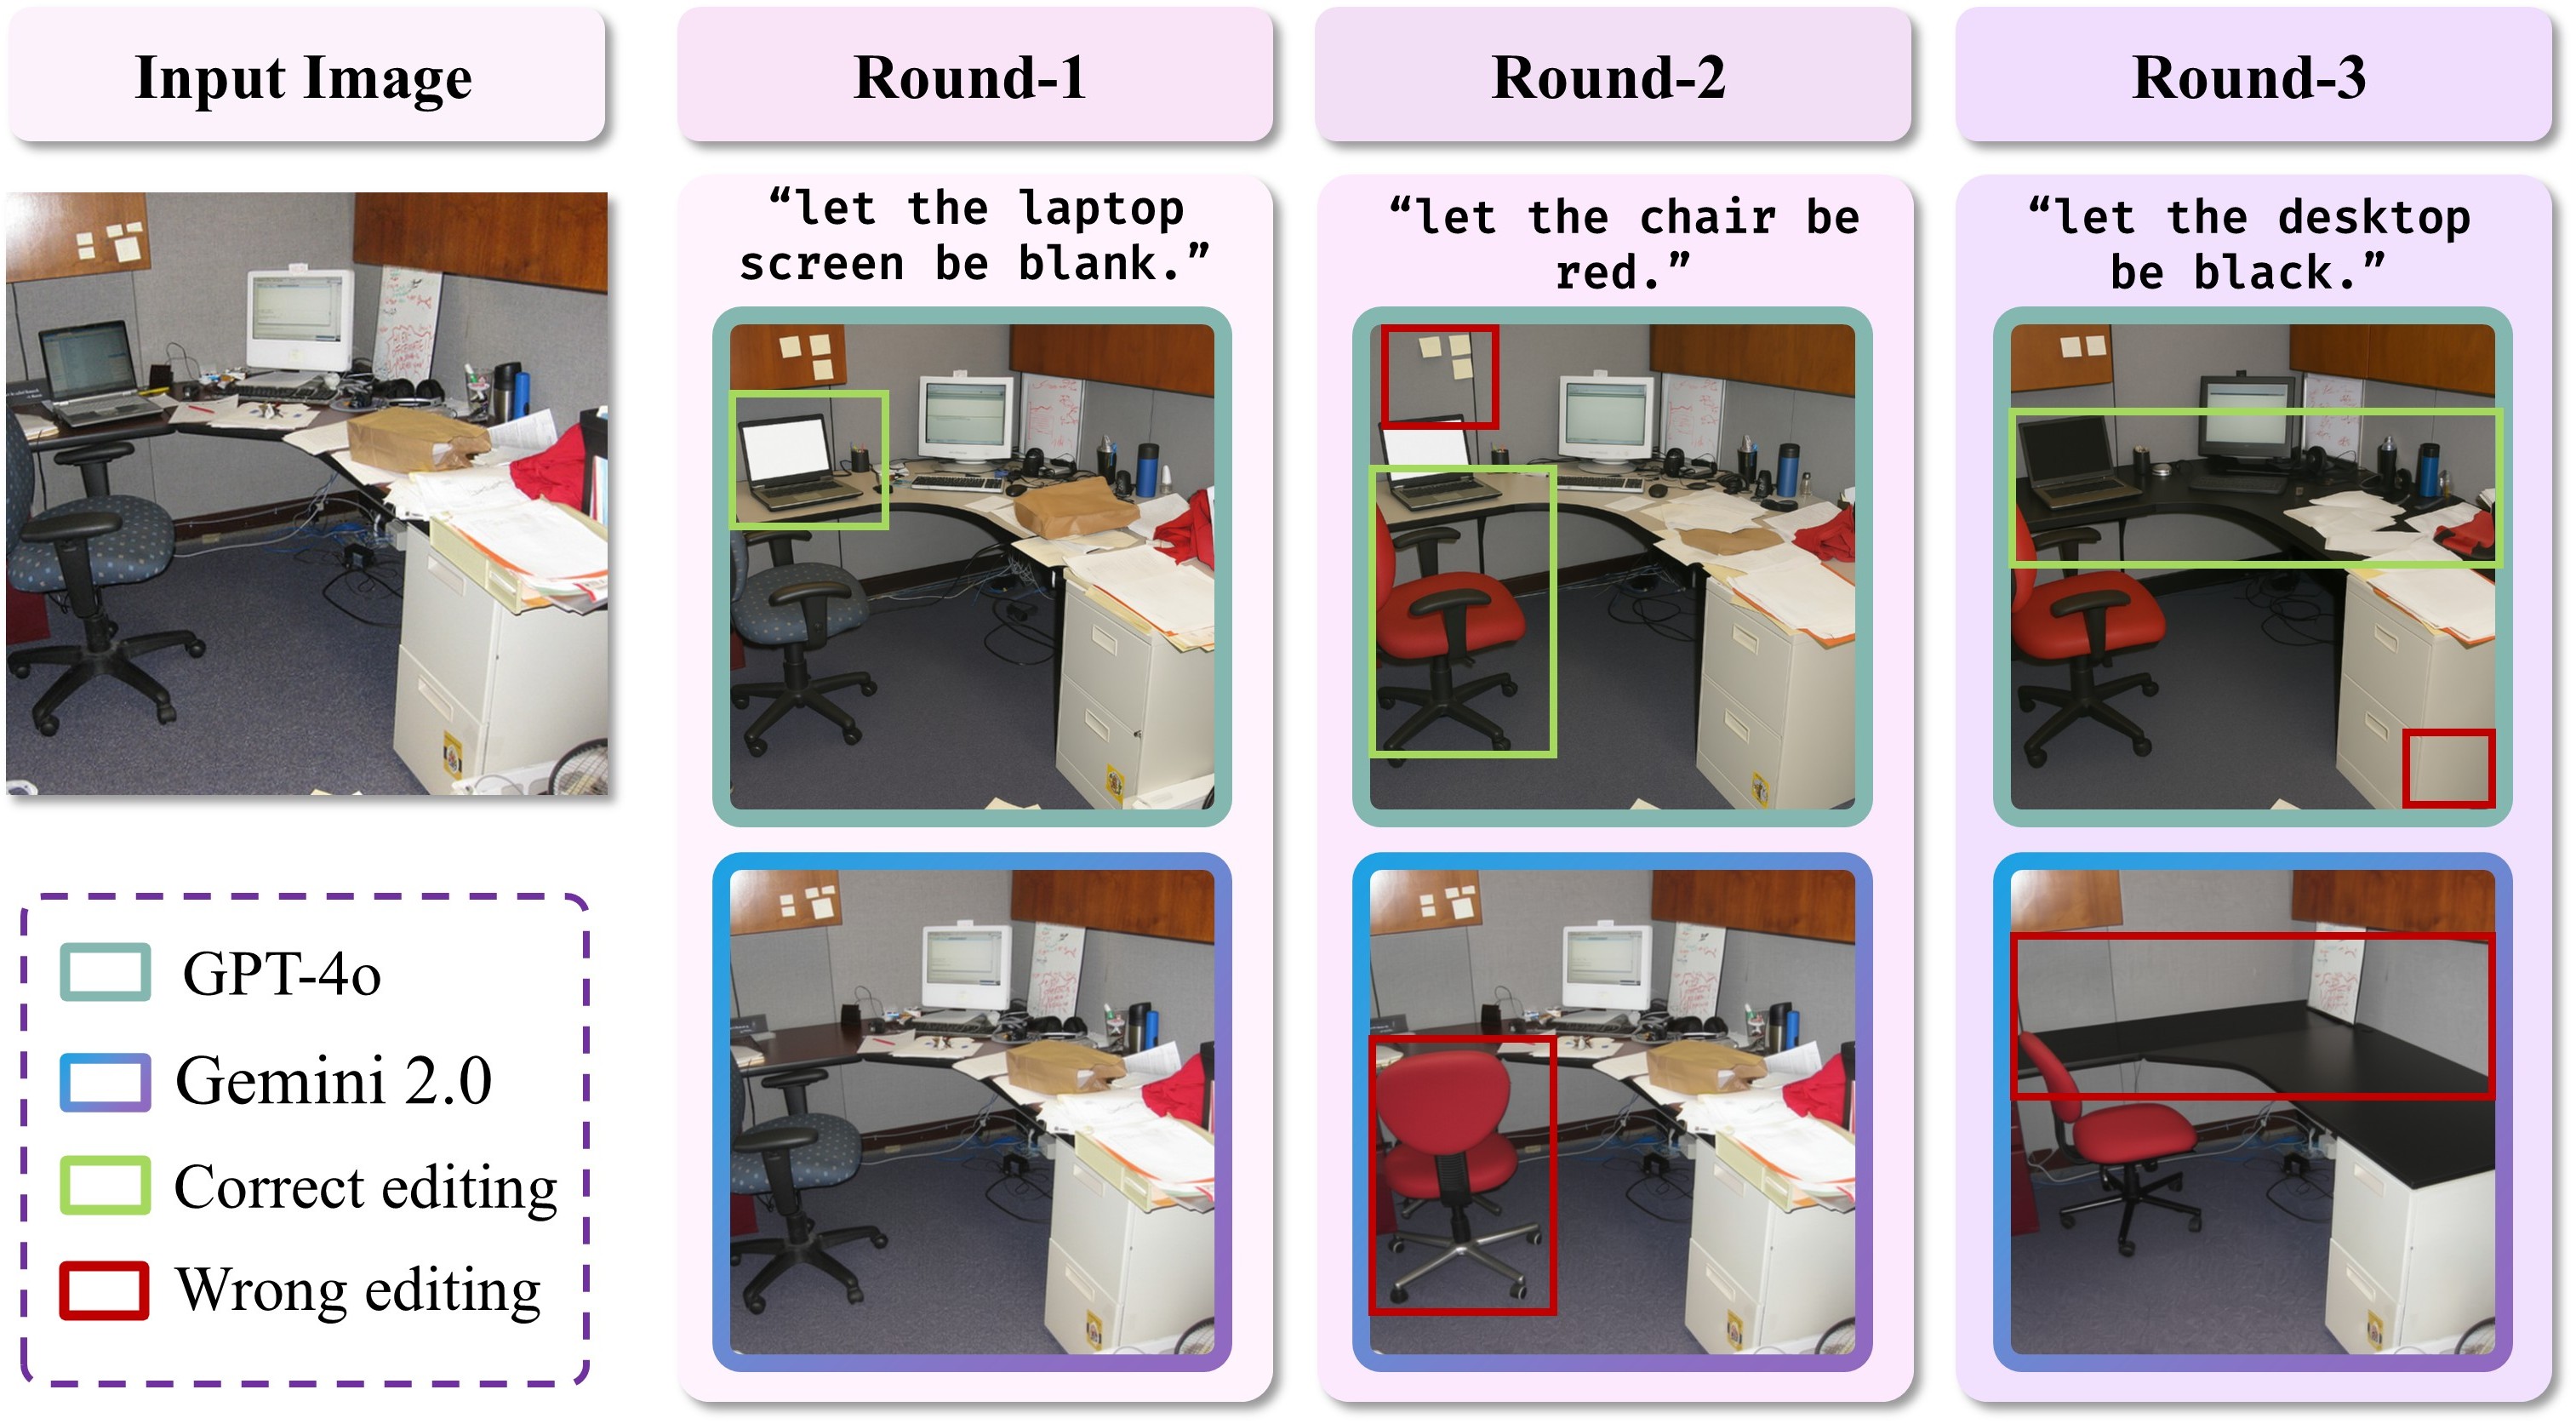 Input Image
Round-1
Round-2
Round-3
“let the laptop
screen be blank.”
“let the chair be
red.”
“let the desktop
be black.”
GPT-4o
Gemini 2.0
Correct editing
Wrong editing